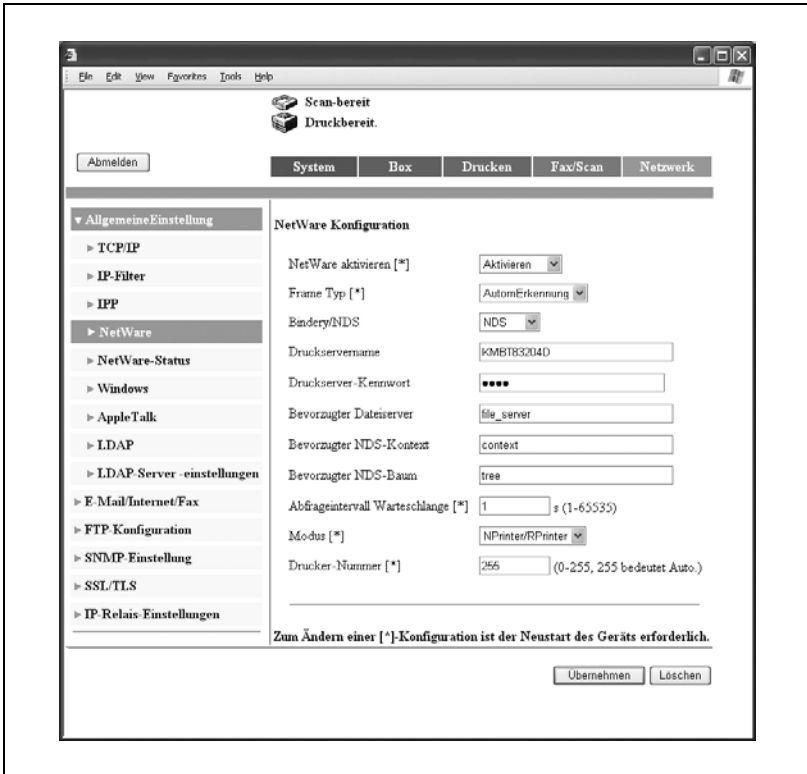 File Edit View Favorites Tools Help
Scan-bereit
Druckbereit.
Abmelden
System Box Drucken Fax/Scan Netzwerk
AllgemeineEinstellung
TCP/IP
IP-Filter
IPP
NetWare
NetWare-Status
Windows
AppleTalk
LDAP
LDAP-Server -einstellungen
E-Mail/Internet/Fax
FTP-Konfiguration
SNMP-Einstellung
SSL/TLS
IP-Relais-Einstellungen
NetWare Konfiguration
NetWare aktivieren [*] Aktivieren
Frame Typ [*] AutomErkennung
Bindery/NDS NDS
Druckservername KMBT83204D
Druckserver-Kennwort ●●●●
Bevorzugter Dateiserver file_server
Bevorzugter NDS-Kontext context
Bevorzugter NDS-Baum tree
Abfrageintervall Warteschlange [*] 1 s (1-65535)
Modus [*] NPrinter/RPrinter
Drucker-Nummer [*] 255 (0-255, 255 bedeutet Auto.)
Zum Ändern einer [*]-Konfiguration ist der Neustart des Geräts erforderlich.
Übernehmen Löschen